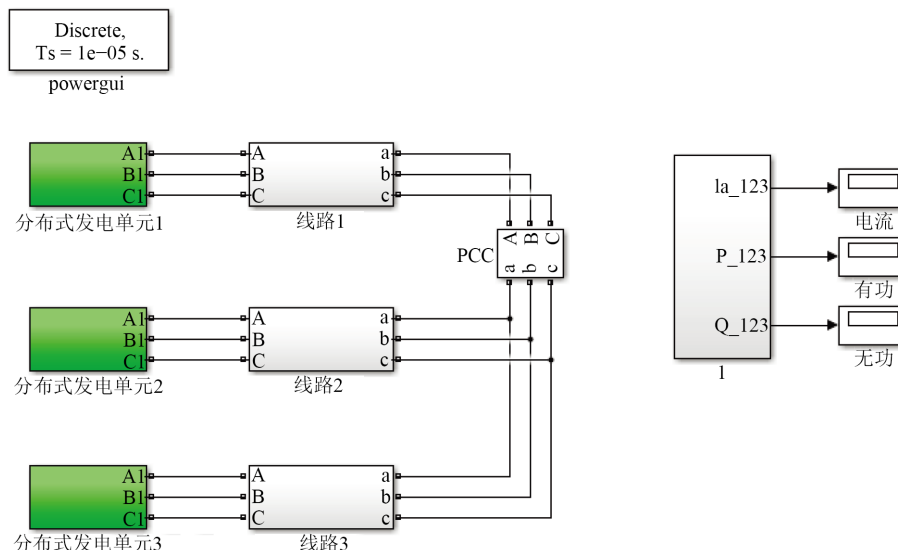 Discrete,
Ts = 1e−05 s.
powergui
A1
B1
C1
分布式发电单元1
A
B
C
a
b
c
线路1
PCC
A
B
C
a
b
c
A1
B1
C1
分布式发电单元2
A
B
C
a
b
c
线路2
A1
B1
C1
分布式发电单元3
A
B
C
a
b
c
线路3
la_123
P_123
Q_123
1
电流
有功
无功